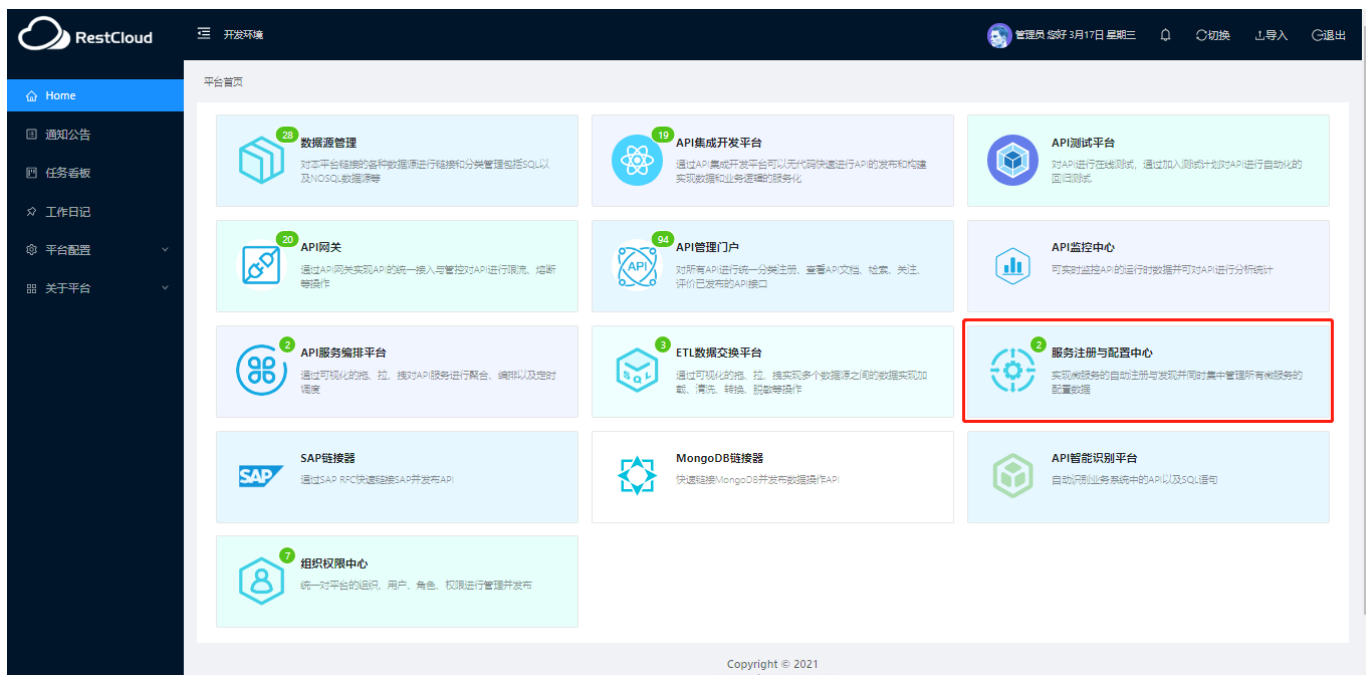 RestCloud
开发环境
管理员 您好 3月17日 星期三
切换
导入
退出
Home
通知公告
任务看板
工作日记
平台配置
关于平台
平台首页
28
数据源管理
对本平台链接的各种数据源进行链接和分类管理包括SQL以
及NOSQL数据源等
19
API集成开发平台
通过API集成开发平台可以无代码快速进行API的发布和构建
实现数据和业务逻辑的服务化
API测试平台
对API进行在线测试，通过加入测试计划对API进行自动化的
回归测试
20
API网关
通过API网关实现API的统一接入与管控对API进行限流、熔断
等操作
94
API
API管理门户
对所有API进行统一分类注册、查看API文档、检索、关注、
评价已发布的API接口
API监控中心
可实时监控API的运行时数据并可对API进行分析统计
2
API服务编排平台
通过可视化的拖、拉、拽对API服务进行聚合、编排以及定时
调度
3
SQL
ETL数据交换平台
通过可视化的拖、拉、拽实现多个数据源之间的数据实现加
载、清洗、转换、脱敏等操作
2
服务注册与配置中心
实现微服务的自动注册与发现并同时集中管理所有微服务的
配置数据
SAP
SAP链接器
通过SAP RFC快速链接SAP并发布API
MongoDB链接器
快速链接MongoDB并发布数据操作API
API智能识别平台
自动识别业务系统中的API以及SQL语句
7
组织权限中心
统一对平台的组织、用户、角色、权限进行管理并发布
Copyright © 2021